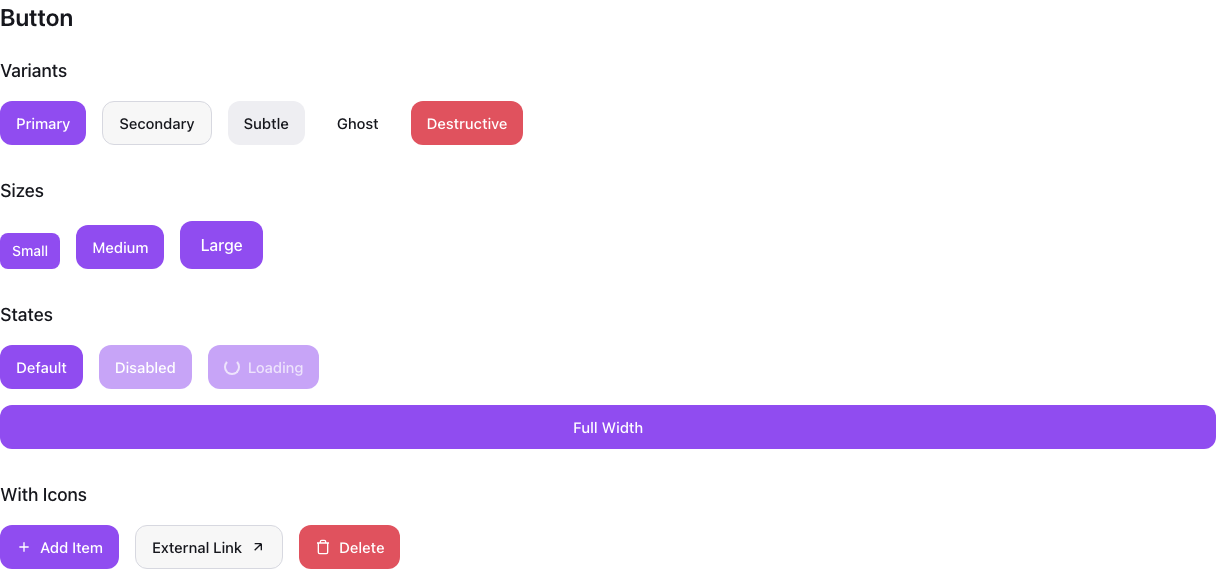 Button
Variants
Primary Secondary Subtle Ghost Destructive
Sizes
Small Medium Large
States
Default Disabled Loading
Full Width
With Icons
Add Item External Link Delete